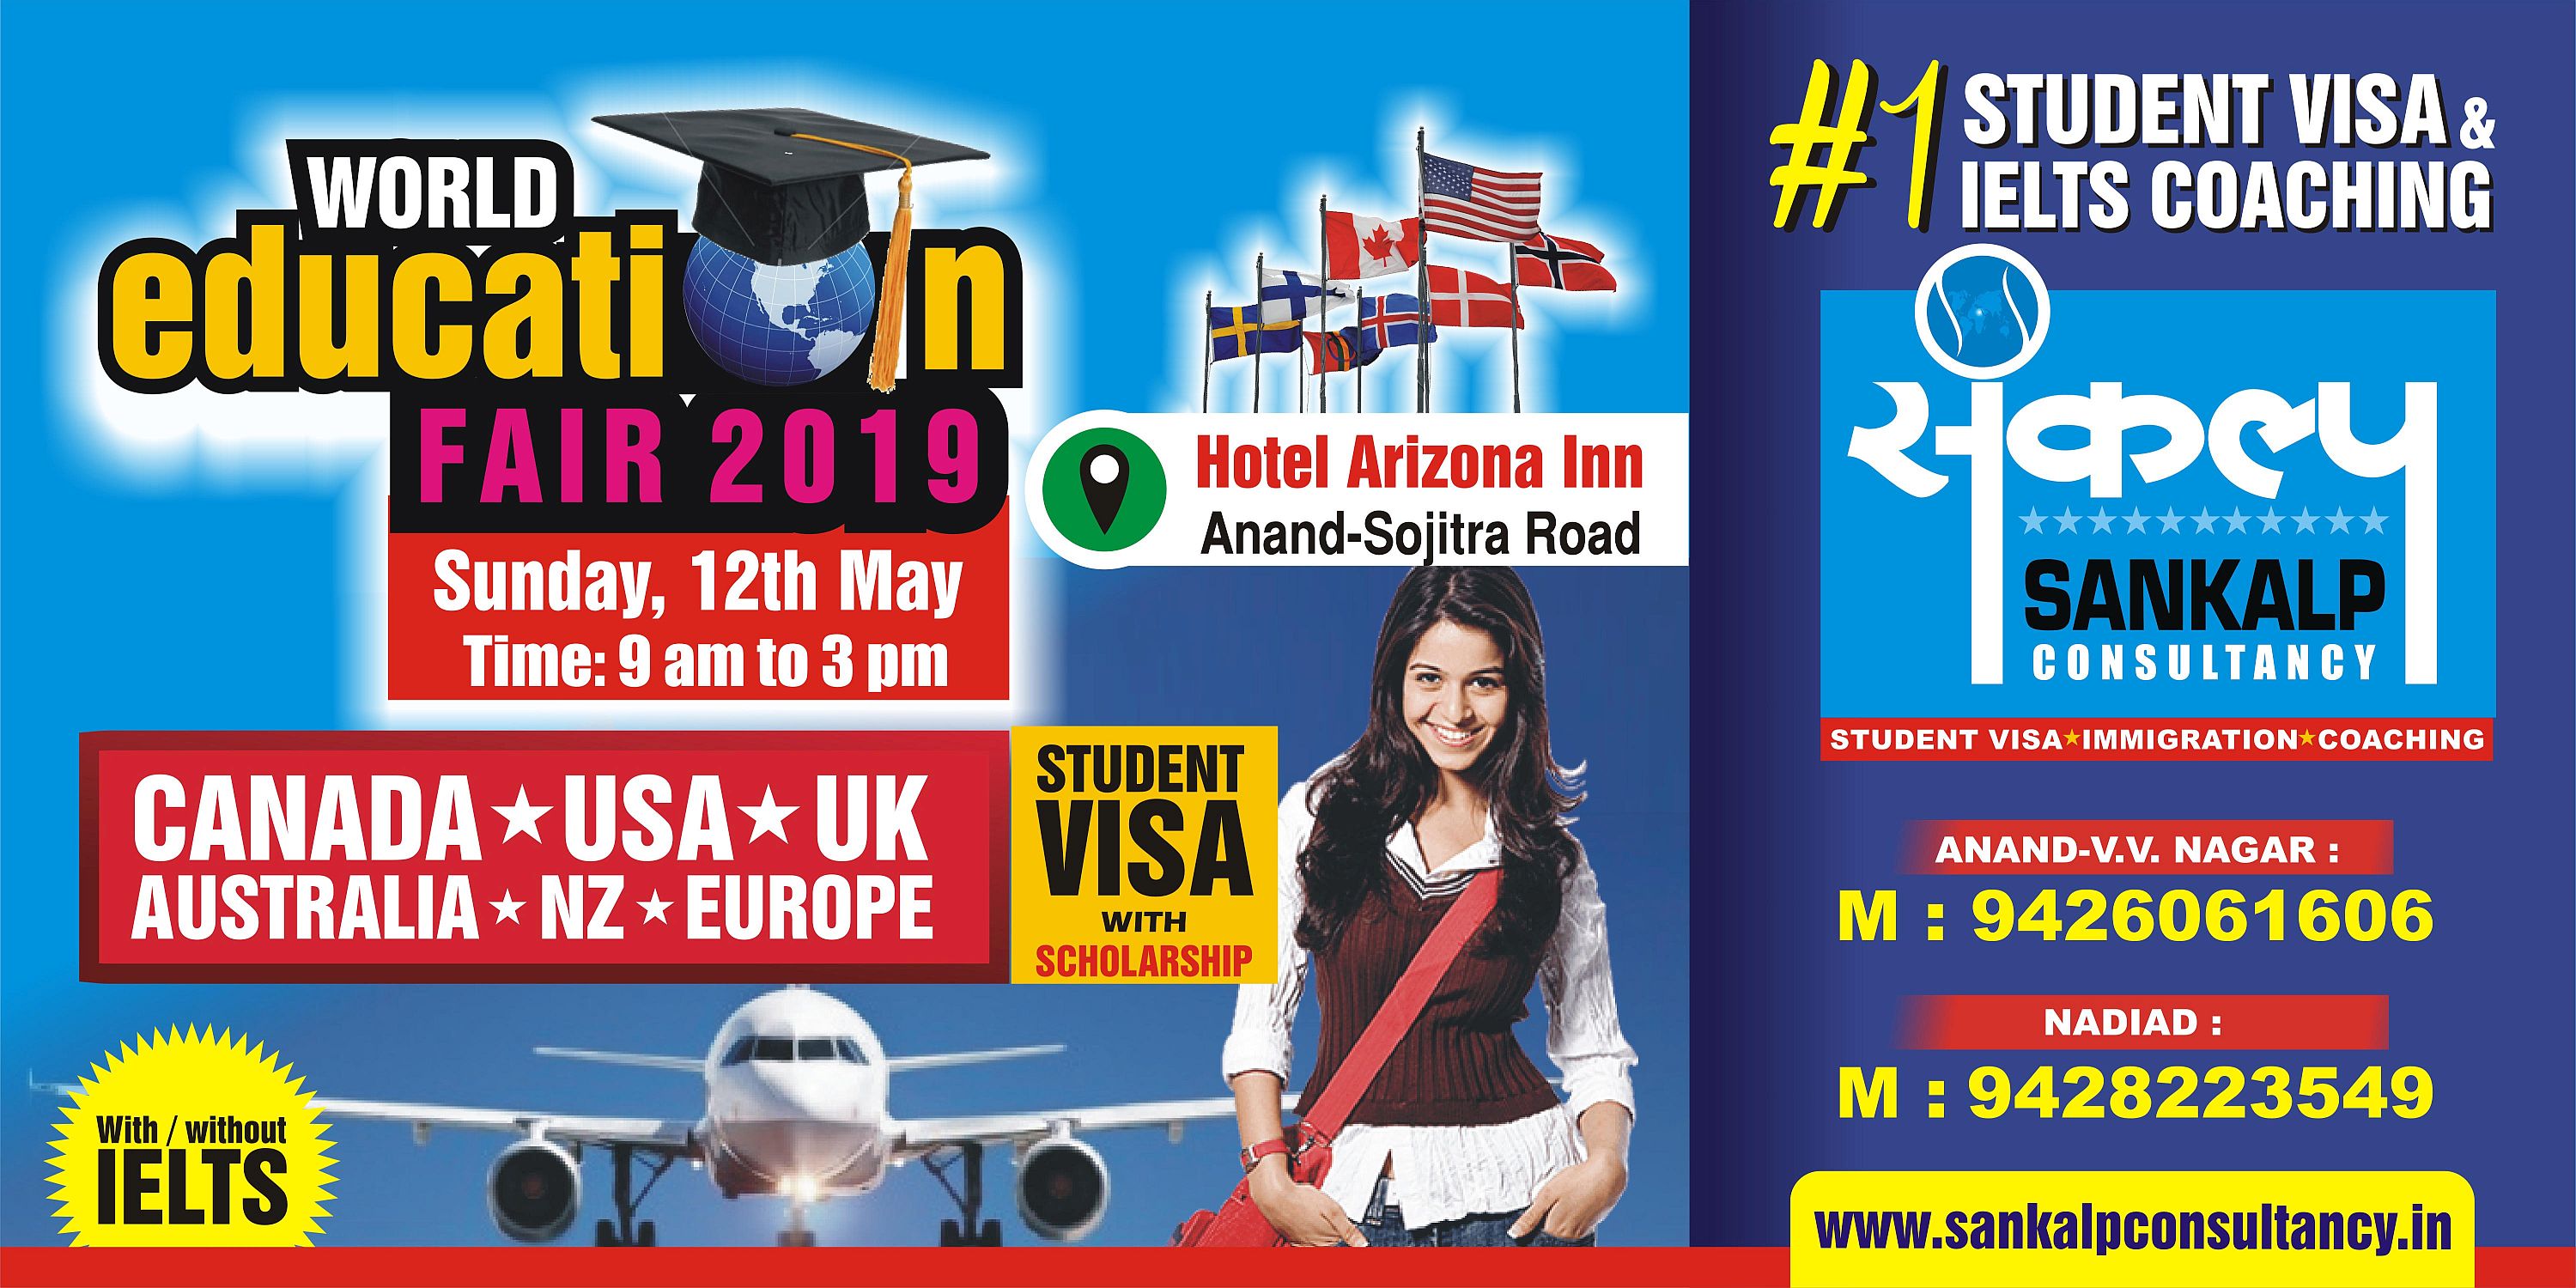 WORLD
education
FAIR 2019
Sunday, 12th May
Time: 9 am to 3 pm
Hotel Arizona Inn
Anand-Sojitra Road
CANADA★USA★UK
AUSTRALIA★NZ★EUROPE
STUDENT
VISA
WITH
SCHOLARSHIP
With / without
IELTS
#1 STUDENT VISA &
IELTS COACHING
संकल्प
★★★★★★★★★★★
SANKALP
CONSULTANCY
STUDENT VISA★IMMIGRATION★COACHING
ANAND-V.V. NAGAR :
M : 9426061606
NADIAD :
M : 9428223549
www.sankalpconsultancy.in